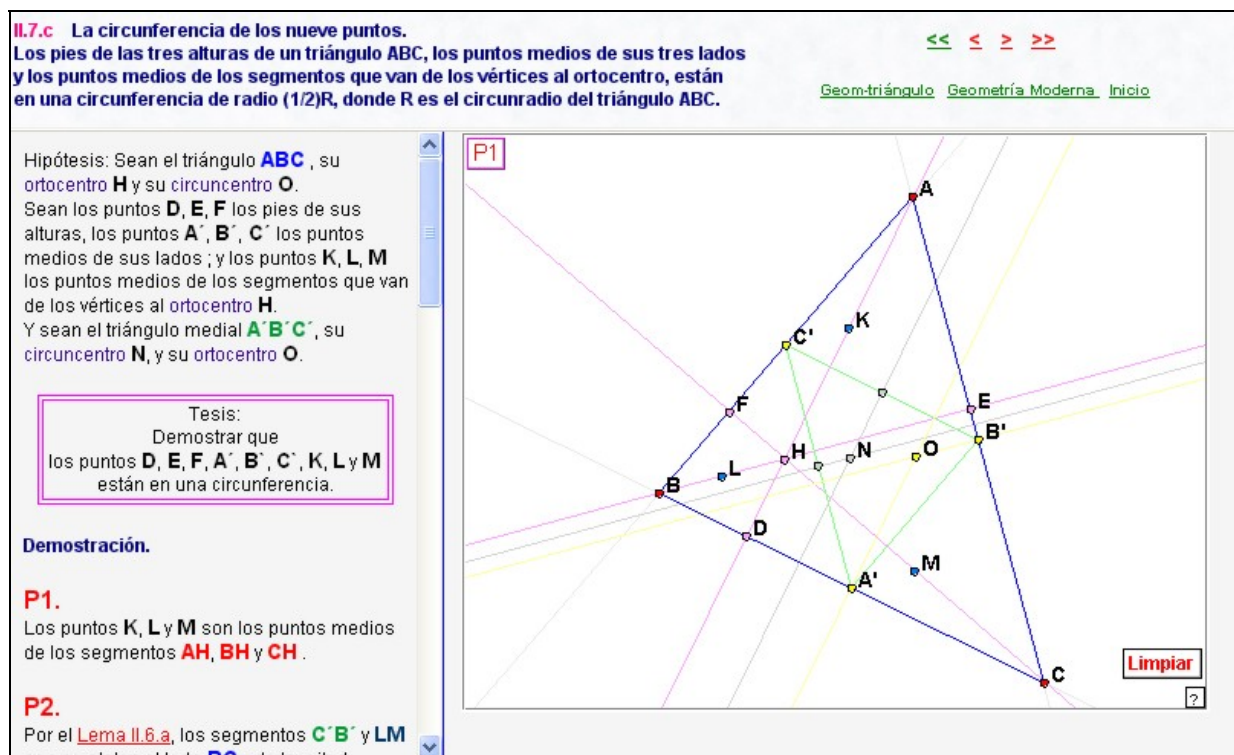 II.7.c La circunferencia de los nueve puntos.
Los pies de las tres alturas de un triángulo ABC, los puntos medios de sus tres lados
y los puntos medios de los segmentos que van de los vértices al ortocentro, están
en una circunferencia de radio (1/2)R, donde R es el circunradio del triángulo ABC.
<< < > >>
Geom-triángulo Geometría Moderna Inicio
Hipótesis: Sean el triángulo ABC , su
ortocentro H y su circuncentro O.
Sean los puntos D, E, F los pies de sus
alturas, los puntos A´, B´, C´ los puntos
medios de sus lados ; y los puntos K, L, M
los puntos medios de los segmentos que van
de los vértices al ortocentro H.
Y sean el triángulo medial A´B´C´, su
circuncentro N, y su ortocentro O.
Tesis:
Demostrar que
los puntos D, E, F, A´, B`, C`, K, L y M
están en una circunferencia.
Demostración.
P1.
Los puntos K, L y M son los puntos medios
de los segmentos AH, BH y CH .
P2.
Por el Lema II.6.a, los segmentos C´B´ y LM
P1
A
K
C'
F
E
B'
H
N
O
L
B
D
M
A'
C
Limpiar
?